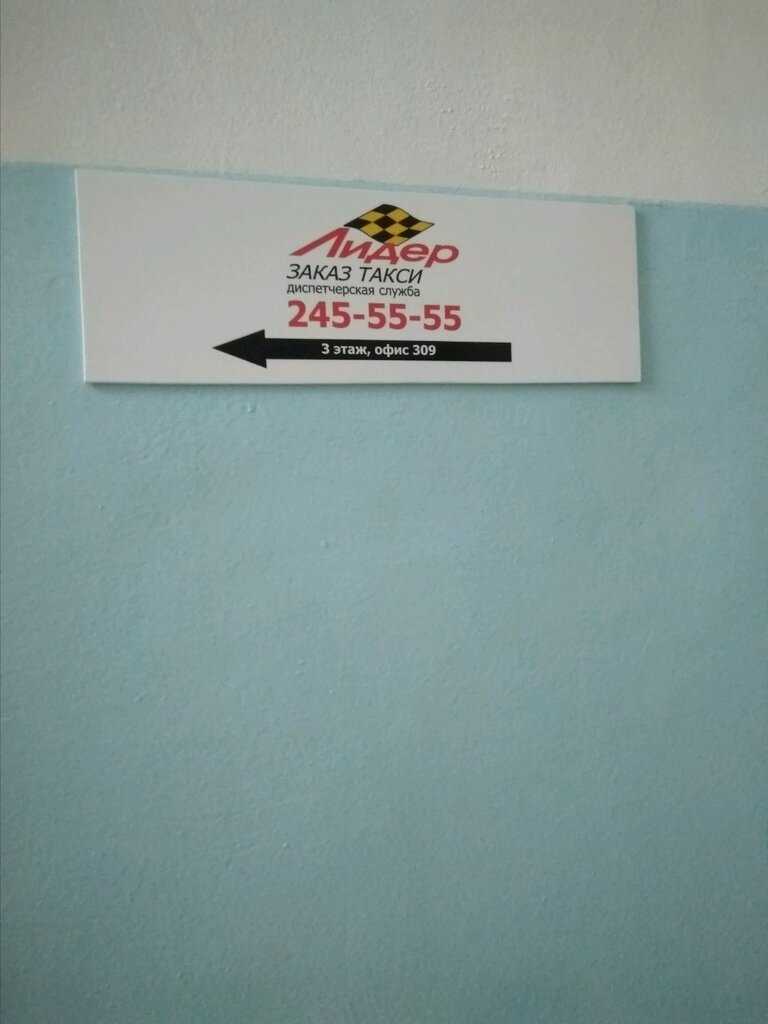 Лидер
ЗАКАЗ ТАКСИ
диспетчерская служба
245-55-55
3 этаж, офис 309